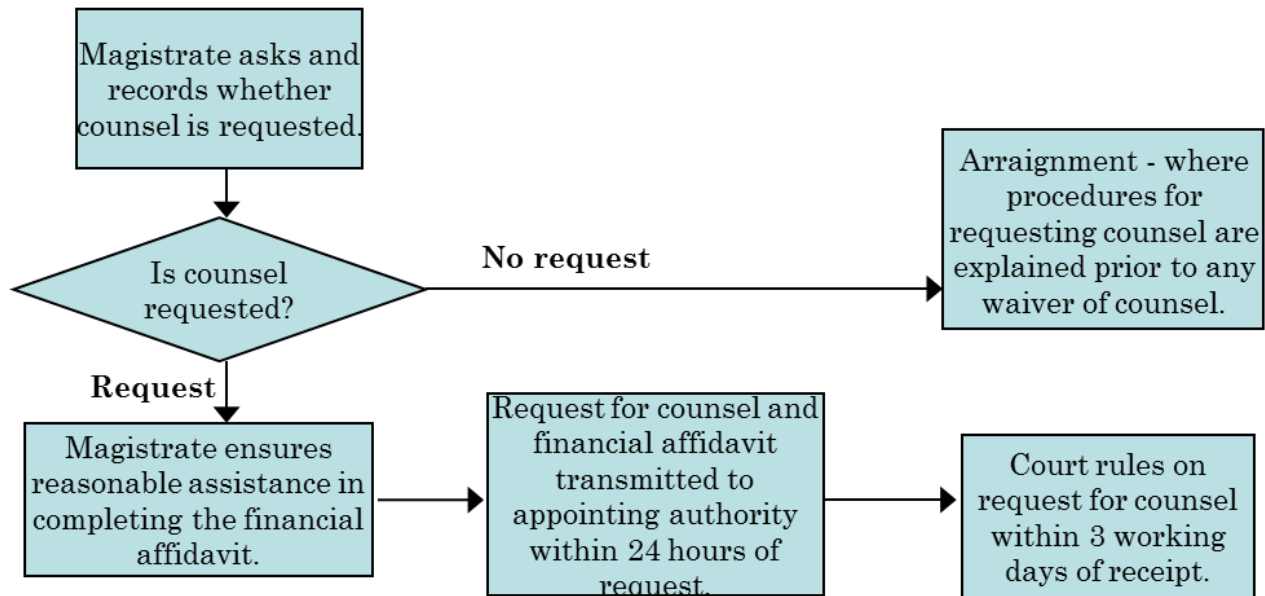 Magistrate asks and
records whether
counsel is requested.
Is counsel
requested?
No request
Arraignment - where
procedures for
requesting counsel are
explained prior to any
waiver of counsel.
Request
Magistrate ensures
reasonable assistance in
completing the financial
affidavit.
Request for counsel and
financial affidavit
transmitted to
appointing authority
within 24 hours of
request.
Court rules on
request for counsel
within 3 working
days of receipt.